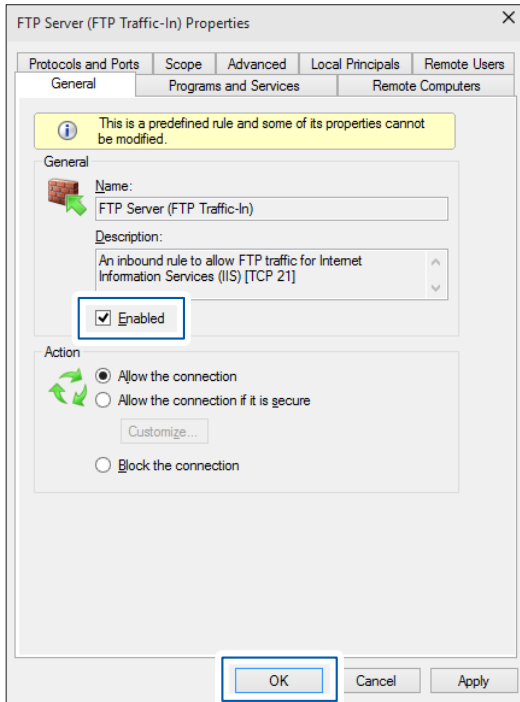 FTP Server (FTP Traffic-In) Properties
Protocols and Ports Scope Advanced Local Principals Remote Users
General Programs and Services Remote Computers
This is a predefined rule and some of its properties cannot
be modified.
General
Name:
FTP Server (FTP Traffic-In)
Description:
An inbound rule to allow FTP traffic for Internet
Information Services (IIS) [TCP 21]
Enabled
Action
Allow the connection
Allow the connection if it is secure
Customize...
Block the connection
OK Cancel Apply